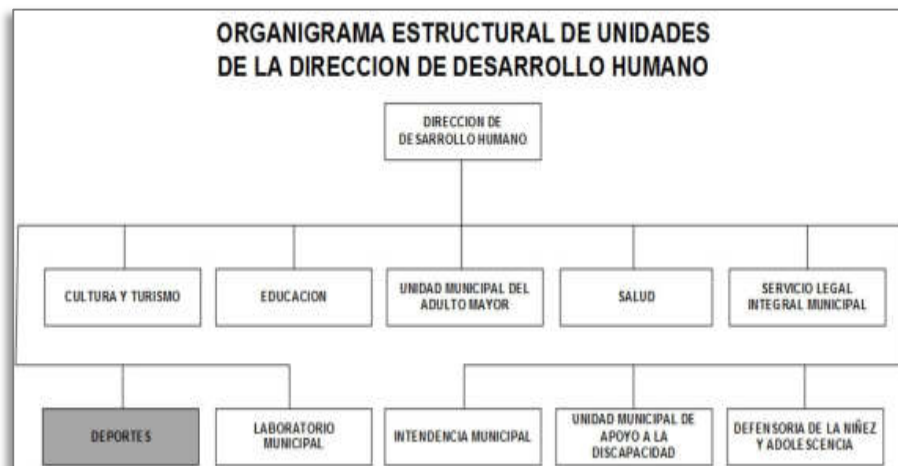 ORGANIGRAMA ESTRUCTURAL DE UNIDADES
DE LA DIRECCION DE DESARROLLO HUMANO
DIRECCION DE
DESARROLLO HUMANO
CULTURA Y TURISMO
EDUCACION
UNIDAD MUNICIPAL DEL
ADULTO MAYOR
SALUD
SERVICIO LEGAL
INTEGRAL MUNICIPAL
DEPORTES
LABORATORIO
MUNICIPAL
INTENDENCIA MUNICIPAL
UNIDAD MUNICIPAL DE
APOYO A LA
DISCAPACIDAD
DEFENSORIA DE LA NIÑEZ
Y ADOLESCENCIA